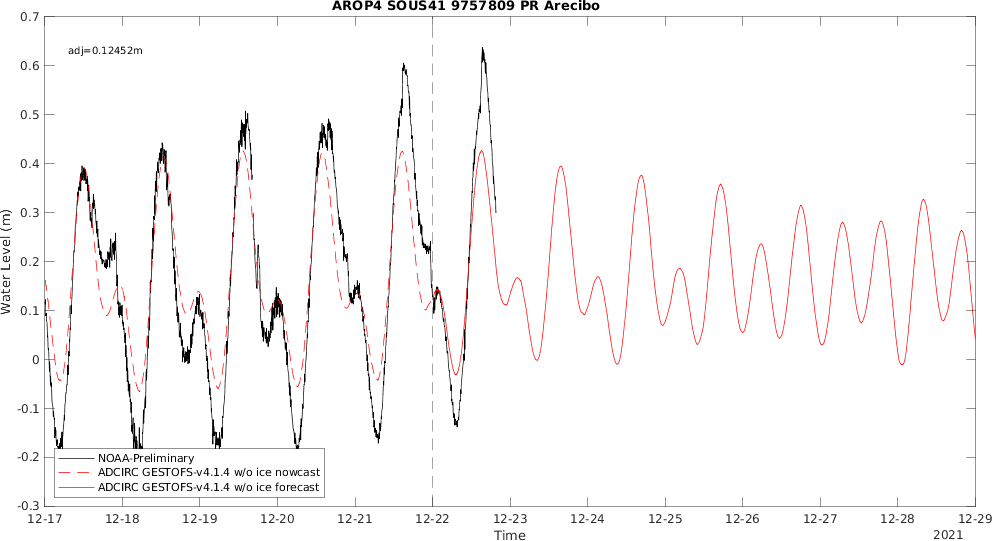 AROP4 SOUS41 9757809 PR Arecibo
adj=0.12452m
0.7
0.6
0.5
0.4
0.3
0.2
0.1
0
-0.1
-0.2
-0.3
Water Level (m)
NOAA-Preliminary
ADCIRC GESTOFS-v4.1.4 w/o ice nowcast
ADCIRC GESTOFS-v4.1.4 w/o ice forecast
12-17 12-18 12-19 12-20 12-21 12-22 12-23 12-24 12-25 12-26 12-27 12-28 12-29
Time
2021